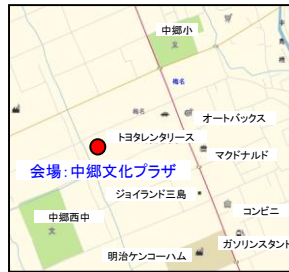 中郷小
梅名
梅名
オートバックス
トヨタレンタリース
マクドナルド
会場：中郷文化プラザ
ジョイランド三島
中郷西中
文
コンビニ
ガソリンスタンド
明治ケンコーハム